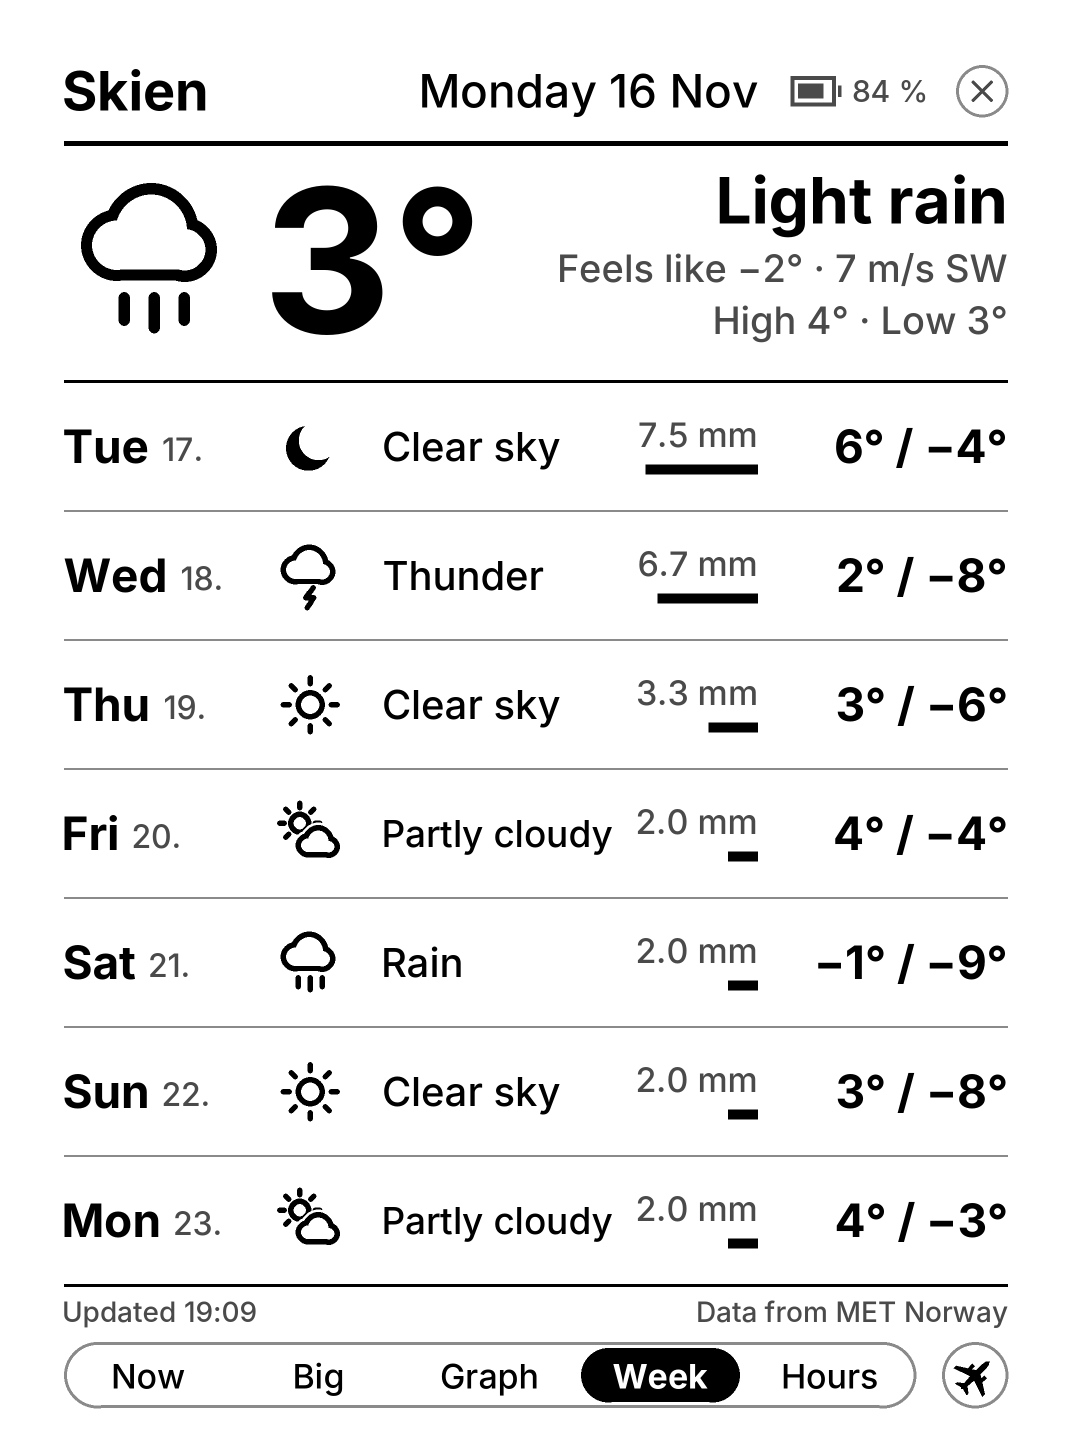 Skien Monday 16 Nov 84 %
3° Light rain
Feels like −2° · 7 m/s SW
High 4° · Low 3°
Tue 17. Clear sky 7.5 mm 6° / −4°
Wed 18. Thunder 6.7 mm 2° / −8°
Thu 19. Clear sky 3.3 mm 3° / −6°
Fri 20. Partly cloudy 2.0 mm 4° / −4°
Sat 21. Rain 2.0 mm −1° / −9°
Sun 22. Clear sky 2.0 mm 3° / −8°
Mon 23. Partly cloudy 2.0 mm 4° / −3°
Updated 19:09 Data from MET Norway
Now Big Graph Week Hours